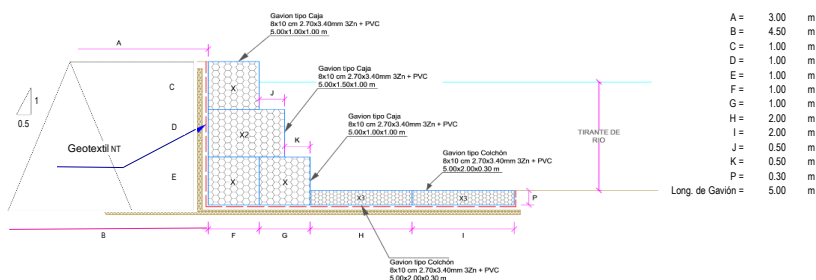 Gavion tipo Caja
8x10 cm 2.70x3.40mm 3Zn + PVC
5.00x1.00x1.00 m
A
C
X
J
Gavion tipo Caja
8x10 cm 2.70x3.40mm 3Zn + PVC
5.00x1.50x1.00 m
1
0.5
D
X2
K
Gavion tipo Caja
8x10 cm 2.70x3.40mm 3Zn + PVC
5.00x1.00x1.00 m
TIRANTE DE
RIO
Geotextil NT
E
X
X
Gavion tipo Colchón
8x10 cm 2.70x3.40mm 3Zn + PVC
5.00x2.00x0.30 m
X3
X3
P
B
F
G
H
I
Gavion tipo Colchón
8x10 cm 2.70x3.40mm 3Zn + PVC
5.00x2.00x0.30 m
A = 3.00 m
B = 4.50 m
C = 1.00 m
D = 1.00 m
E = 1.00 m
F = 1.00 m
G = 1.00 m
H = 2.00 m
I = 2.00 m
J = 0.50 m
K = 0.50 m
P = 0.30 m
Long. de Gavión = 5.00 m